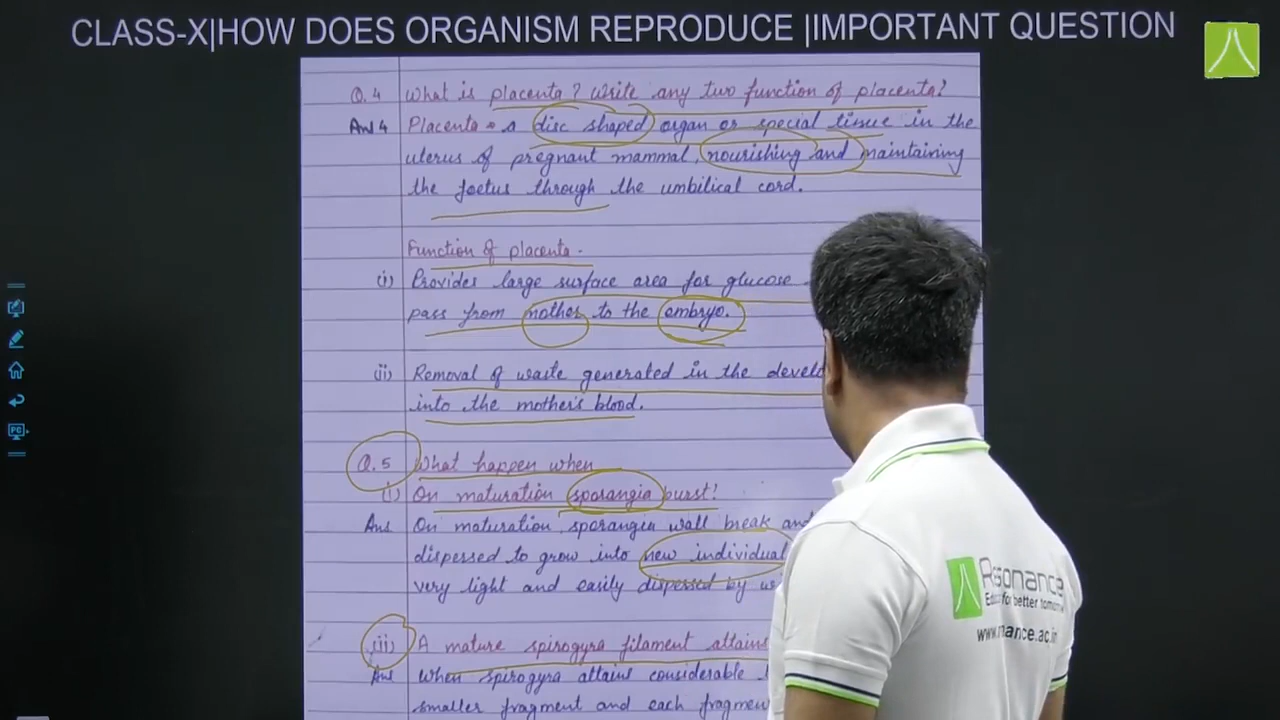 CLASS-X|HOW DOES ORGANISM REPRODUCE |IMPORTANT QUESTION
Q.4 What is placenta? Write any two function of placenta?
Ans 4 Placenta a disc shaped organ or special tissue in the
uterus of pregnant mammal, nourishing and maintaining
the foetus through the umbilical cord.
Function of placenta -
(i) Provides large surface area for glucose
pass from mother to the embryo.
(ii) Removal of waste generated in the
into the mother's blood.
Q.5 What happen when
(i) On maturation sporangia burst?
Ans On maturation, sporangia wall break and
dispersed to grow into new individual
very light and easily dispersed by
(ii) A mature spirogyra filament attains
Ans When spirogyra attains considerable
smaller fragment and each
PC
Resonance
for better
www.